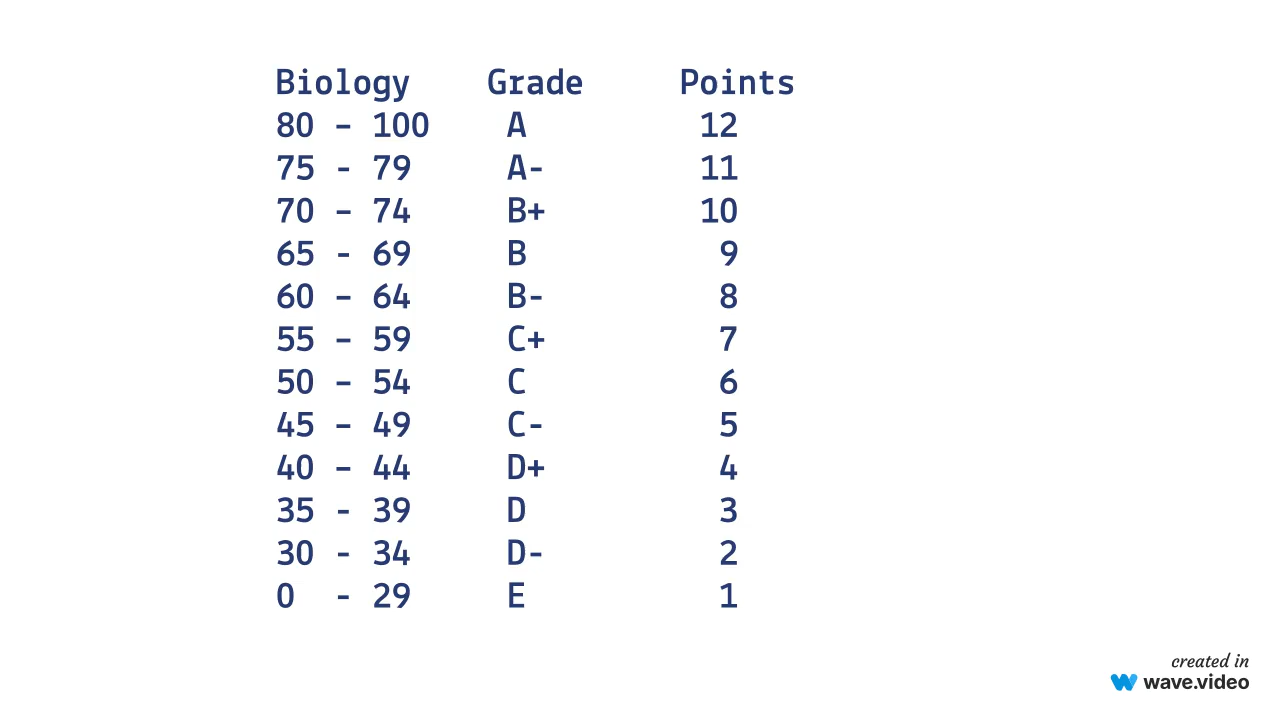 Biology Grade Points
80 – 100 A 12
75 - 79 A- 11
70 – 74 B+ 10
65 - 69 B 9
60 – 64 B- 8
55 – 59 C+ 7
50 – 54 C 6
45 – 49 C- 5
40 – 44 D+ 4
35 - 39 D 3
30 - 34 D- 2
0 - 29 E 1
created in
wave.video